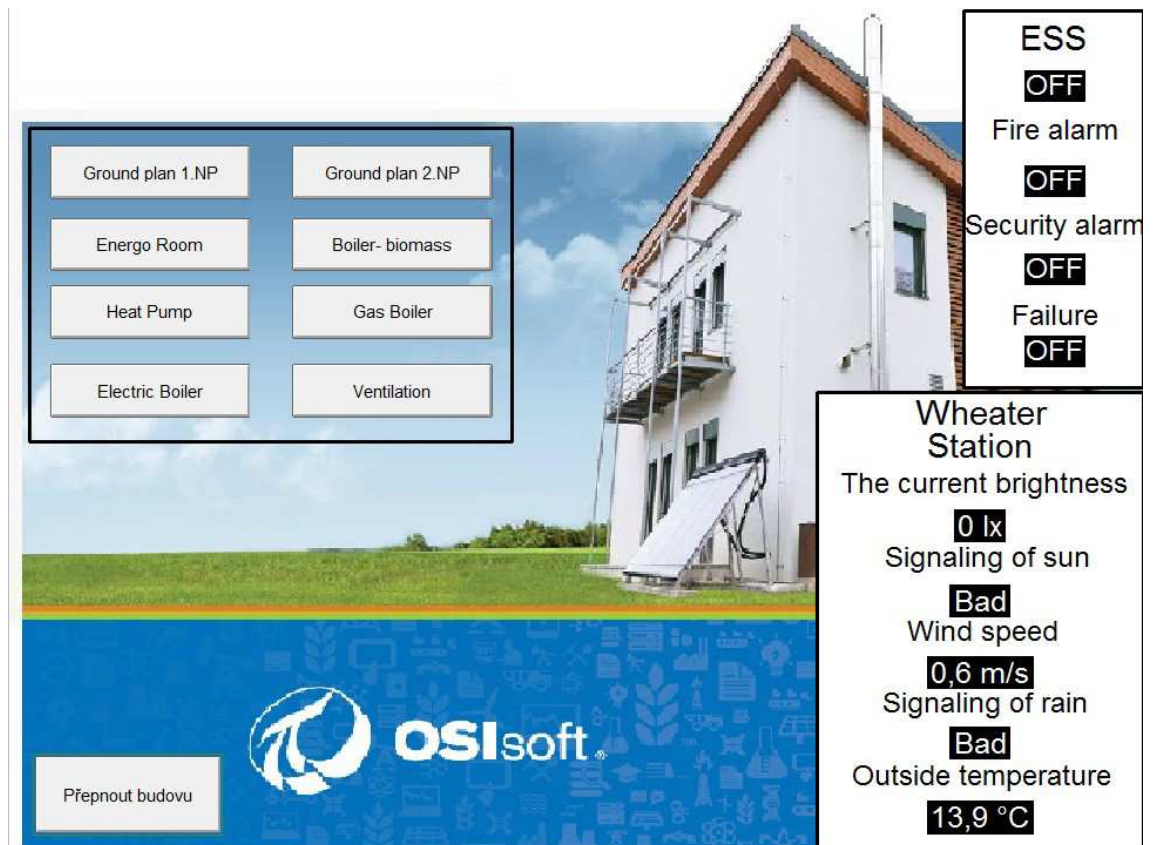 Ground plan 1.NP
Ground plan 2.NP
Energo Room
Boiler- biomass
Heat Pump
Gas Boiler
Electric Boiler
Ventilation
ESS
OFF
Fire alarm
OFF
Security alarm
OFF
Failure
OFF
Wheater
Station
The current brightness
0 lx
Signaling of sun
Bad
Wind speed
0,6 m/s
Signaling of rain
Bad
Outside temperature
13,9 °C
OSIsoft.
Přepnout budovu